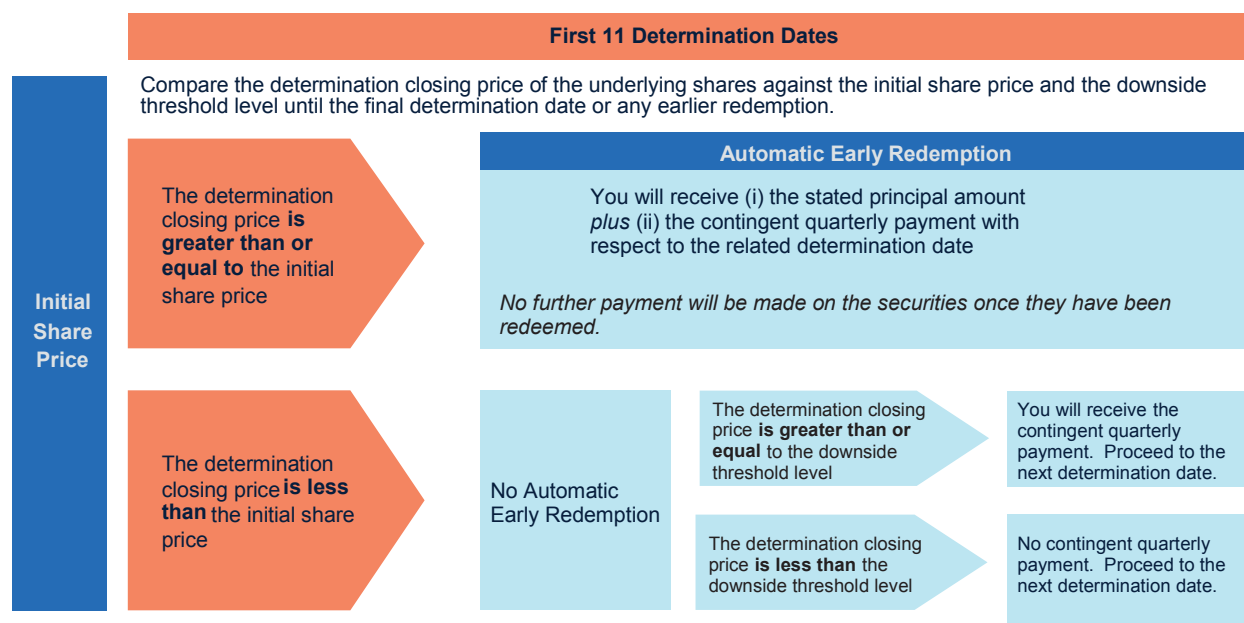 First 11 Determination Dates
Compare the determination closing price of the underlying shares against the initial share price and the downside
threshold level until the final determination date or any earlier redemption.
Initial
Share
Price
The determination
closing price is
greater than or
equal to the initial
share price
Automatic Early Redemption
You will receive (i) the stated principal amount
plus (ii) the contingent quarterly payment with
respect to the related determination date
No further payment will be made on the securities once they have been
redeemed.
The determination
closing price is less
than the initial share
price
No Automatic
Early Redemption
The determination closing
price is greater than or
equal to the downside
threshold level
You will receive the
contingent quarterly
payment. Proceed to the
next determination date.
The determination closing
price is less than the
downside threshold level
No contingent quarterly
payment. Proceed to the
next determination date.